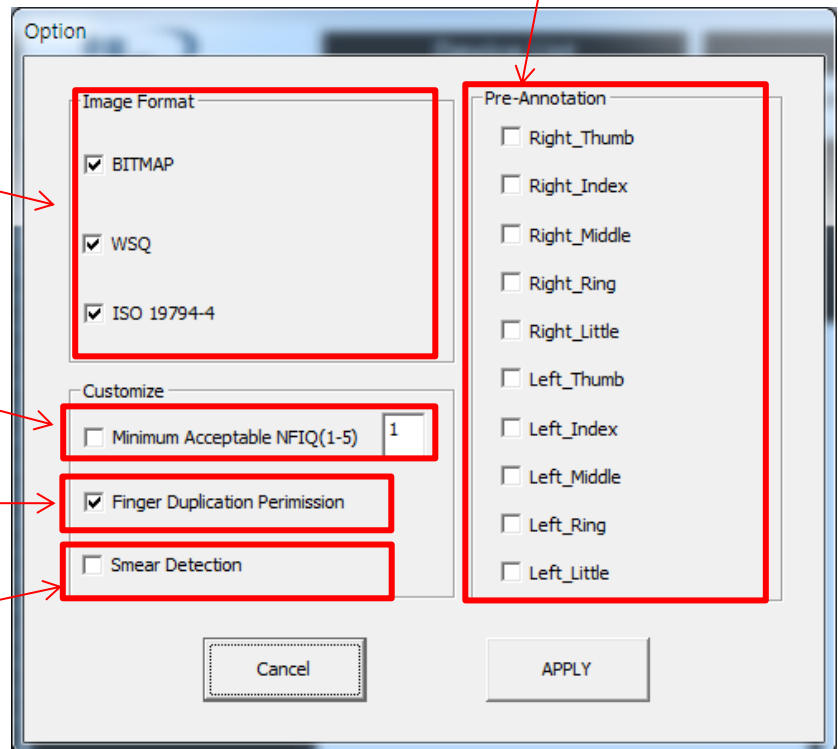 Option
Image Format
BITMAP
WSQ
ISO 19794-4
Customize
Minimum Acceptable NFIQ(1-5) 1
Finger Duplication Perimission
Smear Detection
Pre-Annotation
Right_Thumb
Right_Index
Right_Middle
Right_Ring
Right_Little
Left_Thumb
Left_Index
Left_Middle
Left_Ring
Left_Little
Cancel
APPLY